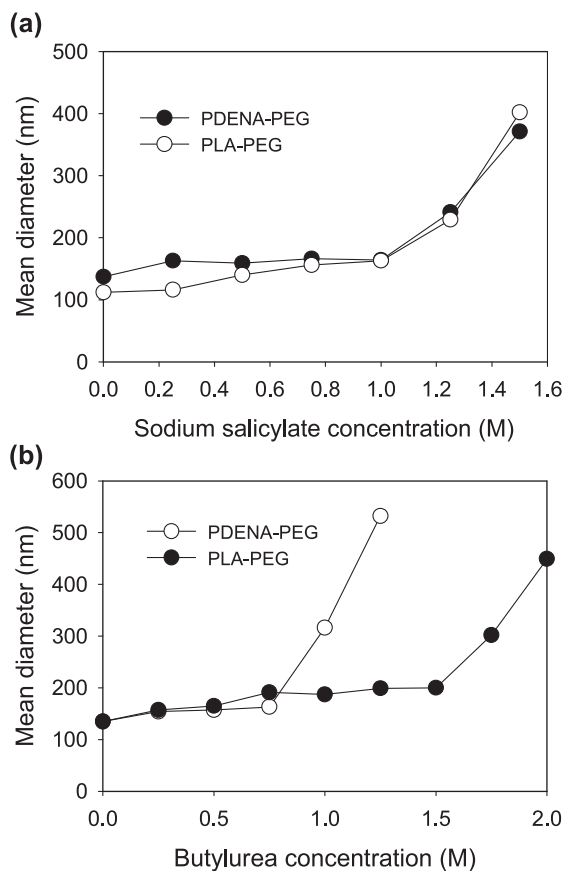 (a)
500
400
300
200
100
0
Mean diameter (nm)
PDENA-PEG
PLA-PEG
0.0 0.2 0.4 0.6 0.8 1.0 1.2 1.4 1.6
Sodium salicylate concentration (M)
(b)
600
500
400
300
200
100
0
Mean diameter (nm)
PDENA-PEG
PLA-PEG
0.0 0.5 1.0 1.5 2.0
Butylurea concentration (M)